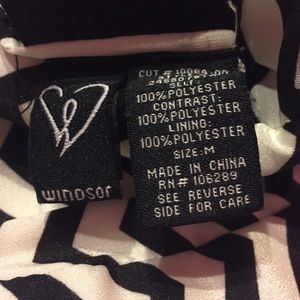 WINDSOR
CUT #
SELF:
100%POLYESTER
CONTRAST:
100%POLYESTER
LINING:
100%POLYESTER
SIZE:M
MADE IN CHINA
RN# 106289
SEE REVERSE
SIDE FOR CARE